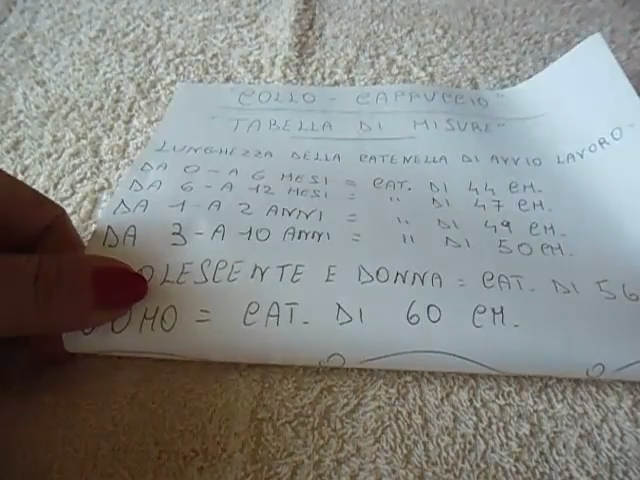 "COLLO - CAPPUCCIO"
"TABELLA DI MISURE"
LUNGHEZZA DELLA CATENELLA DI AVVIO LAVORO-
DA 0-A 6 MESI = CAT. DI 44 CM.
DA 6-A 12 MESI = " DI 47 CM.
DA 1-A 2 ANNI = " DI 49 CM.
DA 3-A 10 ANNI = " DI 50 CM.
OLESCENTE E DONNA = CAT. DI 56
UOMO = CAT. DI 60 CM.